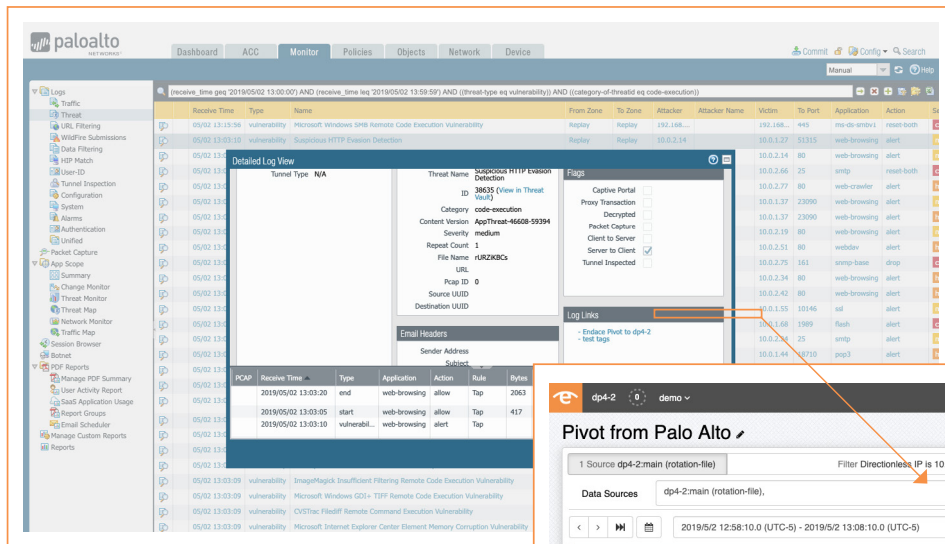 paloalto
NETWORKS
Dashboard ACC Monitor Policies Objects Network Device
Commit Config Search
Manual Help
Logs
Traffic
Threat
URL Filtering
WildFire Submissions
Data Filtering
HIP Match
User-ID
Tunnel Inspection
Configuration
System
Alarms
Authentication
Unified
Packet Capture
App Scope
Summary
Change Monitor
Threat Monitor
Threat Map
Network Monitor
Traffic Map
Session Browser
Botnet
PDF Reports
Manage PDF Summary
User Activity Report
SaaS Application Usage
Report Groups
Email Scheduler
Manage Custom Reports
Reports
(receive_time geq '2019/05/02 13:00:00') AND (receive_time leq '2019/05/02 13:59:59') AND ((threat-type eq vulnerability)) AND ((category-of-threatid eq code-execution))
Receive Time Type Name From Zone To Zone Attacker Attacker Name Victim To Port Application Action
05/02 13:15:56 vulnerability Microsoft Windows SMB Remote Code Execution Vulnerability Replay Replay 192.168.... 192.168... 445 ms-ds-smbv1 reset-both
05/02 13:03:10 vulnerability Suspicious HTTP Evasion Detection Replay Replay 10.0.2.14 10.0.1.27 51315 web-browsing alert
10.0.2.14 80 web-browsing alert
10.0.2.66 25 smtp reset-both
10.0.2.77 80 web-crawler alert
10.0.1.37 23090 web-browsing alert
10.0.1.37 23090 web-browsing alert
10.0.2.19 80 web-browsing alert
10.0.2.51 80 webdav alert
10.0.2.75 161 snmp-base drop
10.0.2.34 80 web-browsing alert
10.0.2.42 80 web-browsing alert
10.0.1.55 10146 ssl alert
10.0.1.68 1989 flash alert
25 smtp alert
10.0.1.44 18710 pop3 alert
Detailed Log View
Tunnel Type N/A
Threat Name Suspicious HTTP Evasion Detection
ID 38635 (View in Threat Vault)
Category code-execution
Content Version AppThreat-46608-59394
Severity medium
Repeat Count 1
File Name rURZiKBCs
URL
Pcap ID 0
Source UUID
Destination UUID
Email Headers
Sender Address
Subject
Flags
Captive Portal
Proxy Transaction
Decrypted
Packet Capture
Client to Server
Server to Client
Tunnel Inspected
Log Links
- Endace Pivot to dp4-2
- test tags
PCAP Receive Time Type Application Action Rule Bytes
2019/05/02 13:03:20 end web-browsing allow Tap 2063
2019/05/02 13:03:05 start web-browsing allow Tap 417
2019/05/02 13:03:10 vulnerabil... web-browsing alert Tap
05/02 13:03:09 vulnerability ImageMagick Insufficient Filtering Remote Code Execution Vulnerability
05/02 13:03:09 vulnerability Microsoft Windows GDI+ TIFF Remote Code Execution Vulnerability
05/02 13:03:09 vulnerability CVSTrac Filediff Remote Command Execution Vulnerability
05/02 13:03:09 vulnerability Microsoft Internet Explorer Center Element Memory Corruption Vulnerability
dp4-2 0 demo
Pivot from Palo Alto
1 Source dp4-2:main (rotation-file) Filter Directionless IP is 10
Data Sources dp4-2:main (rotation-file),
2019/5/2 12:58:10.0 (UTC-5) - 2019/5/2 13:08:10.0 (UTC-5)